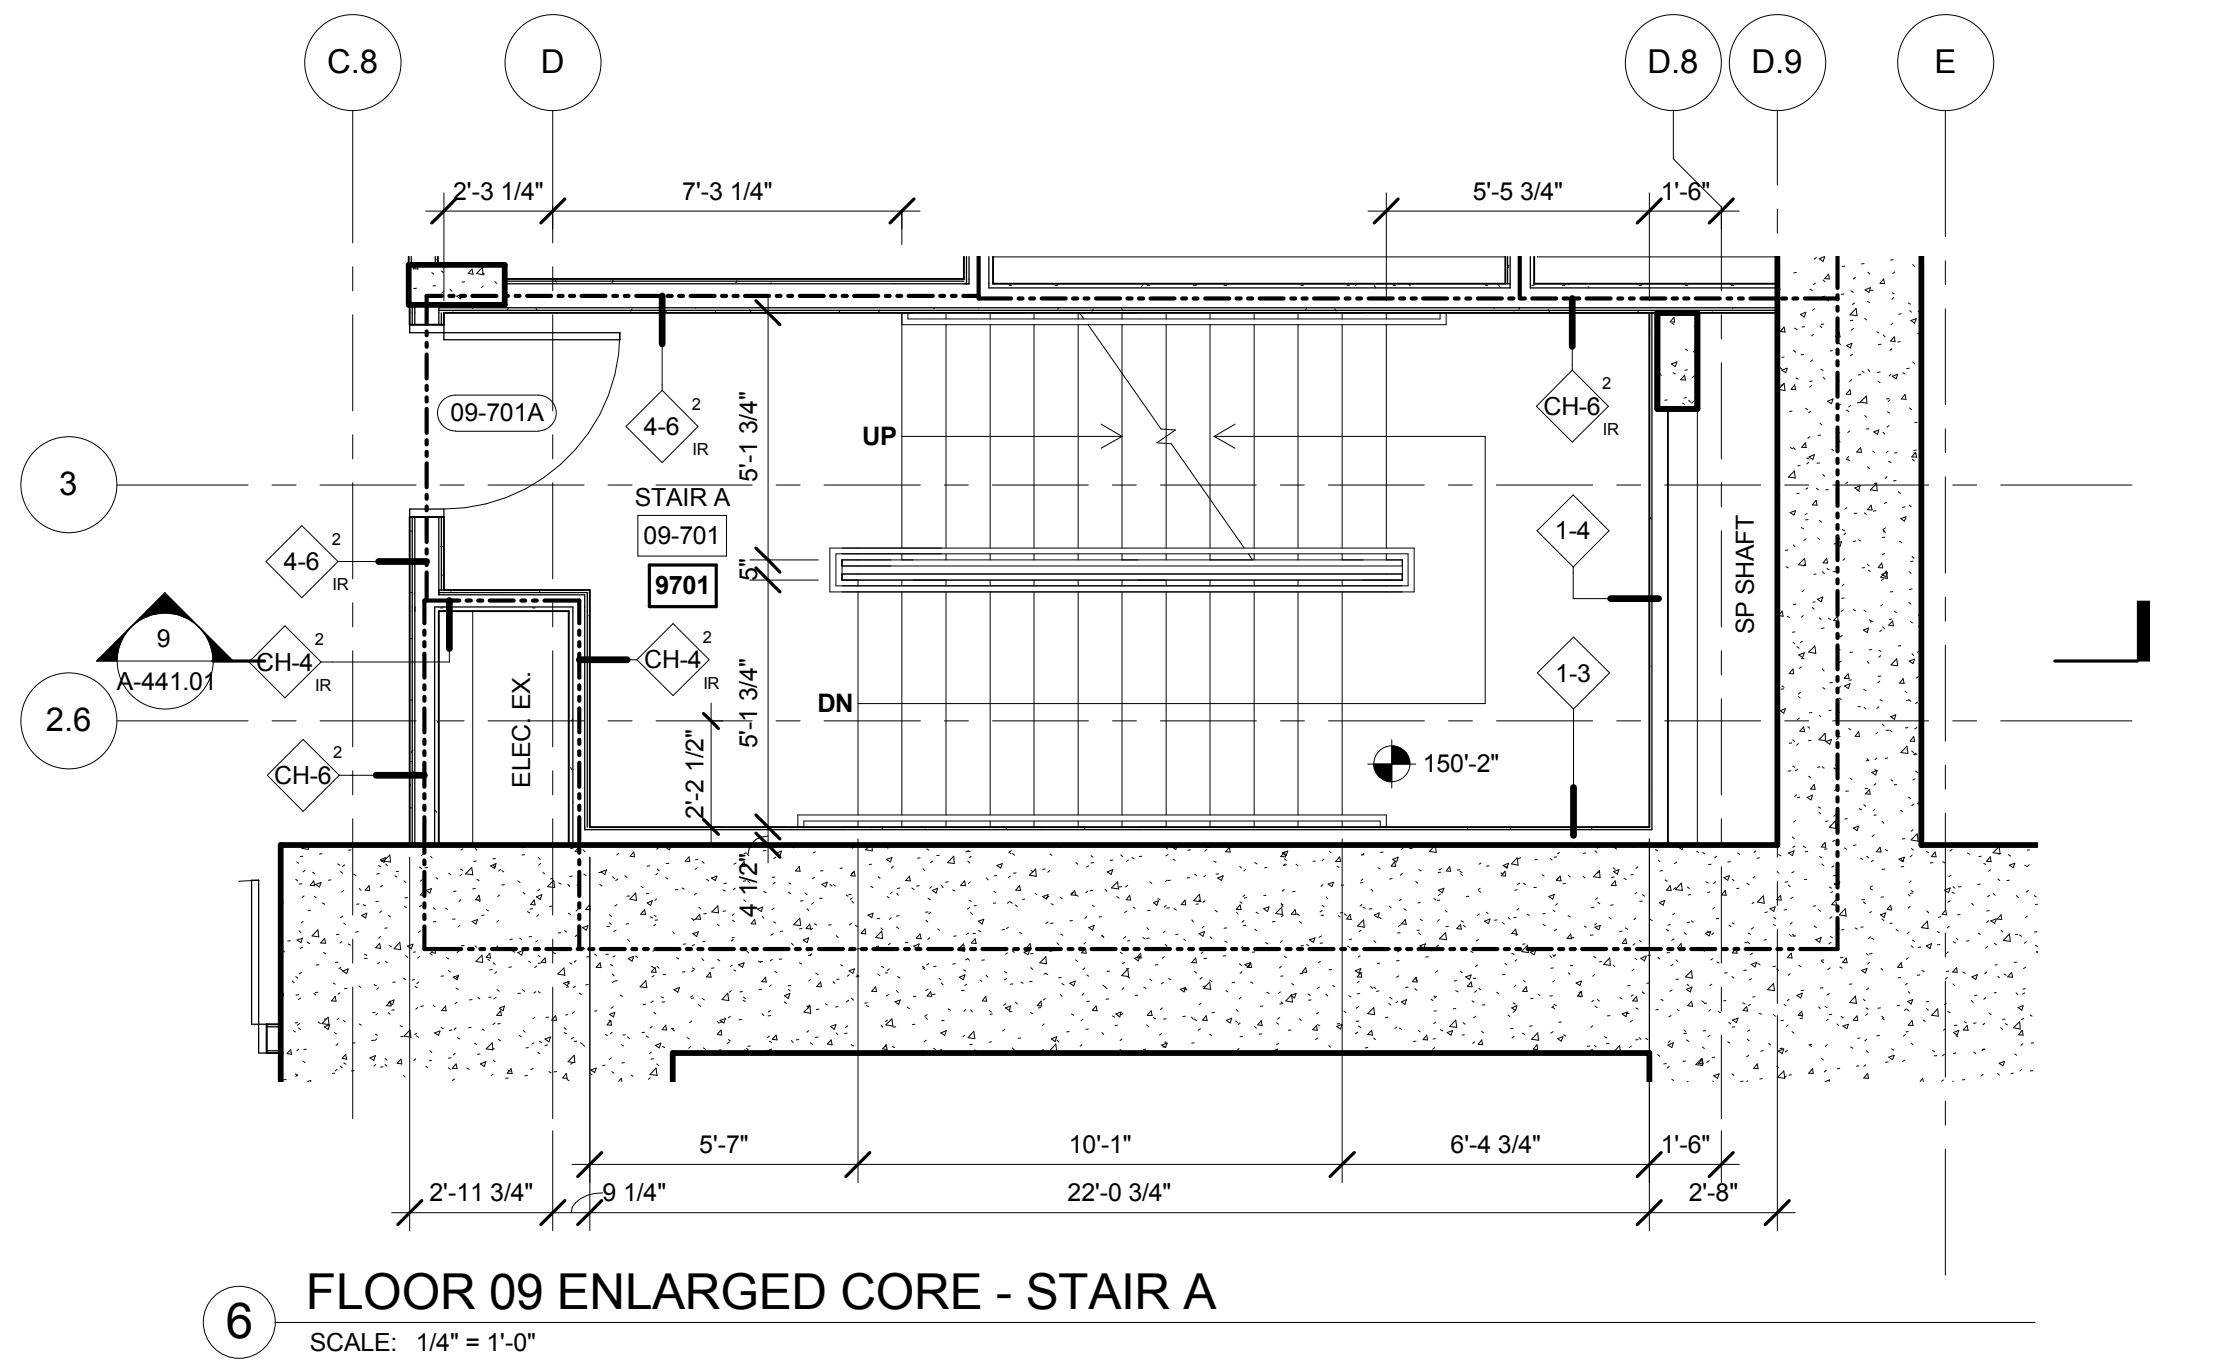 C.8
D
D.8
D.9
E
2'-3 1/4"
7'-3 1/4"
5'-5 3/4"
1'-6"
09-701A
4-6
2
IR
5'-1 3/4"
UP
CH-6
2
IR
3
STAIR A
09-701
9701
5"
4-6
2
IR
1-4
SP SHAFT
9
A-441.01
CH-4
2
IR
CH-4
2
IR
1-3
2.6
ELEC. EX.
DN
5'-1 3/4"
2'-2 1/2"
150'-2"
CH-6
2
4 1/2"
5'-7"
10'-1"
6'-4 3/4"
1'-6"
2'-11 3/4"
9 1/4"
22'-0 3/4"
2'-8"
6
FLOOR 09 ENLARGED CORE - STAIR A
SCALE: 1/4" = 1'-0"